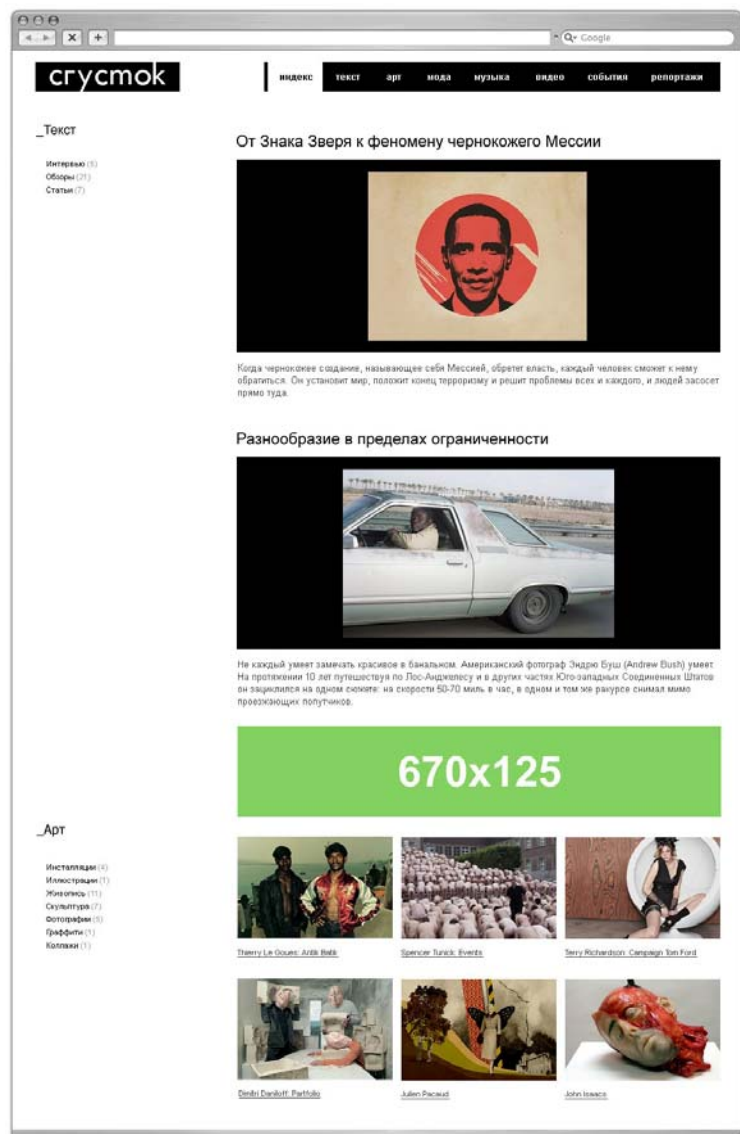 Google
сгусток
индекс текст арт мода музыка видео события репортажи
_Текст
Интервью (5)
Обзоры (21)
Статьи (7)
От Знака Зверя к феномену чернокожего Мессии
Когда чернокожее создание, называющее себя Мессией, обретет власть, каждый человек сможет к нему
обратиться. Он установит мир, положит конец терроризму и решит проблемы всех и каждого, и людей засосет
прямо туда.
Разнообразие в пределах ограниченности
Не каждый умеет замечать красивое в банальном. Американский фотограф Эндрю Буш (Andrew Bush) умеет.
На протяжении 10 лет путешествуя по Лос-Анджелесу и в других частях Юго-западных Соединенных Штатов
он зациклился на одном сюжете: на скорости 50-70 миль в час, в одном и том же ракурсе снимал мимо
проезжающих попутчиков.
670x125
_Арт
Инсталляции (4)
Иллюстрации (1)
Живопись (11)
Скульптура (7)
Фотографии (5)
Граффити (1)
Коллажи (1)
Thierry Le Goues: Antik Batik
Spencer Tunick: Events
Terry Richardson: Campaign Tom Ford
Dimitri Daniloff: Portfolio
Julien Pacaud
John Isaacs